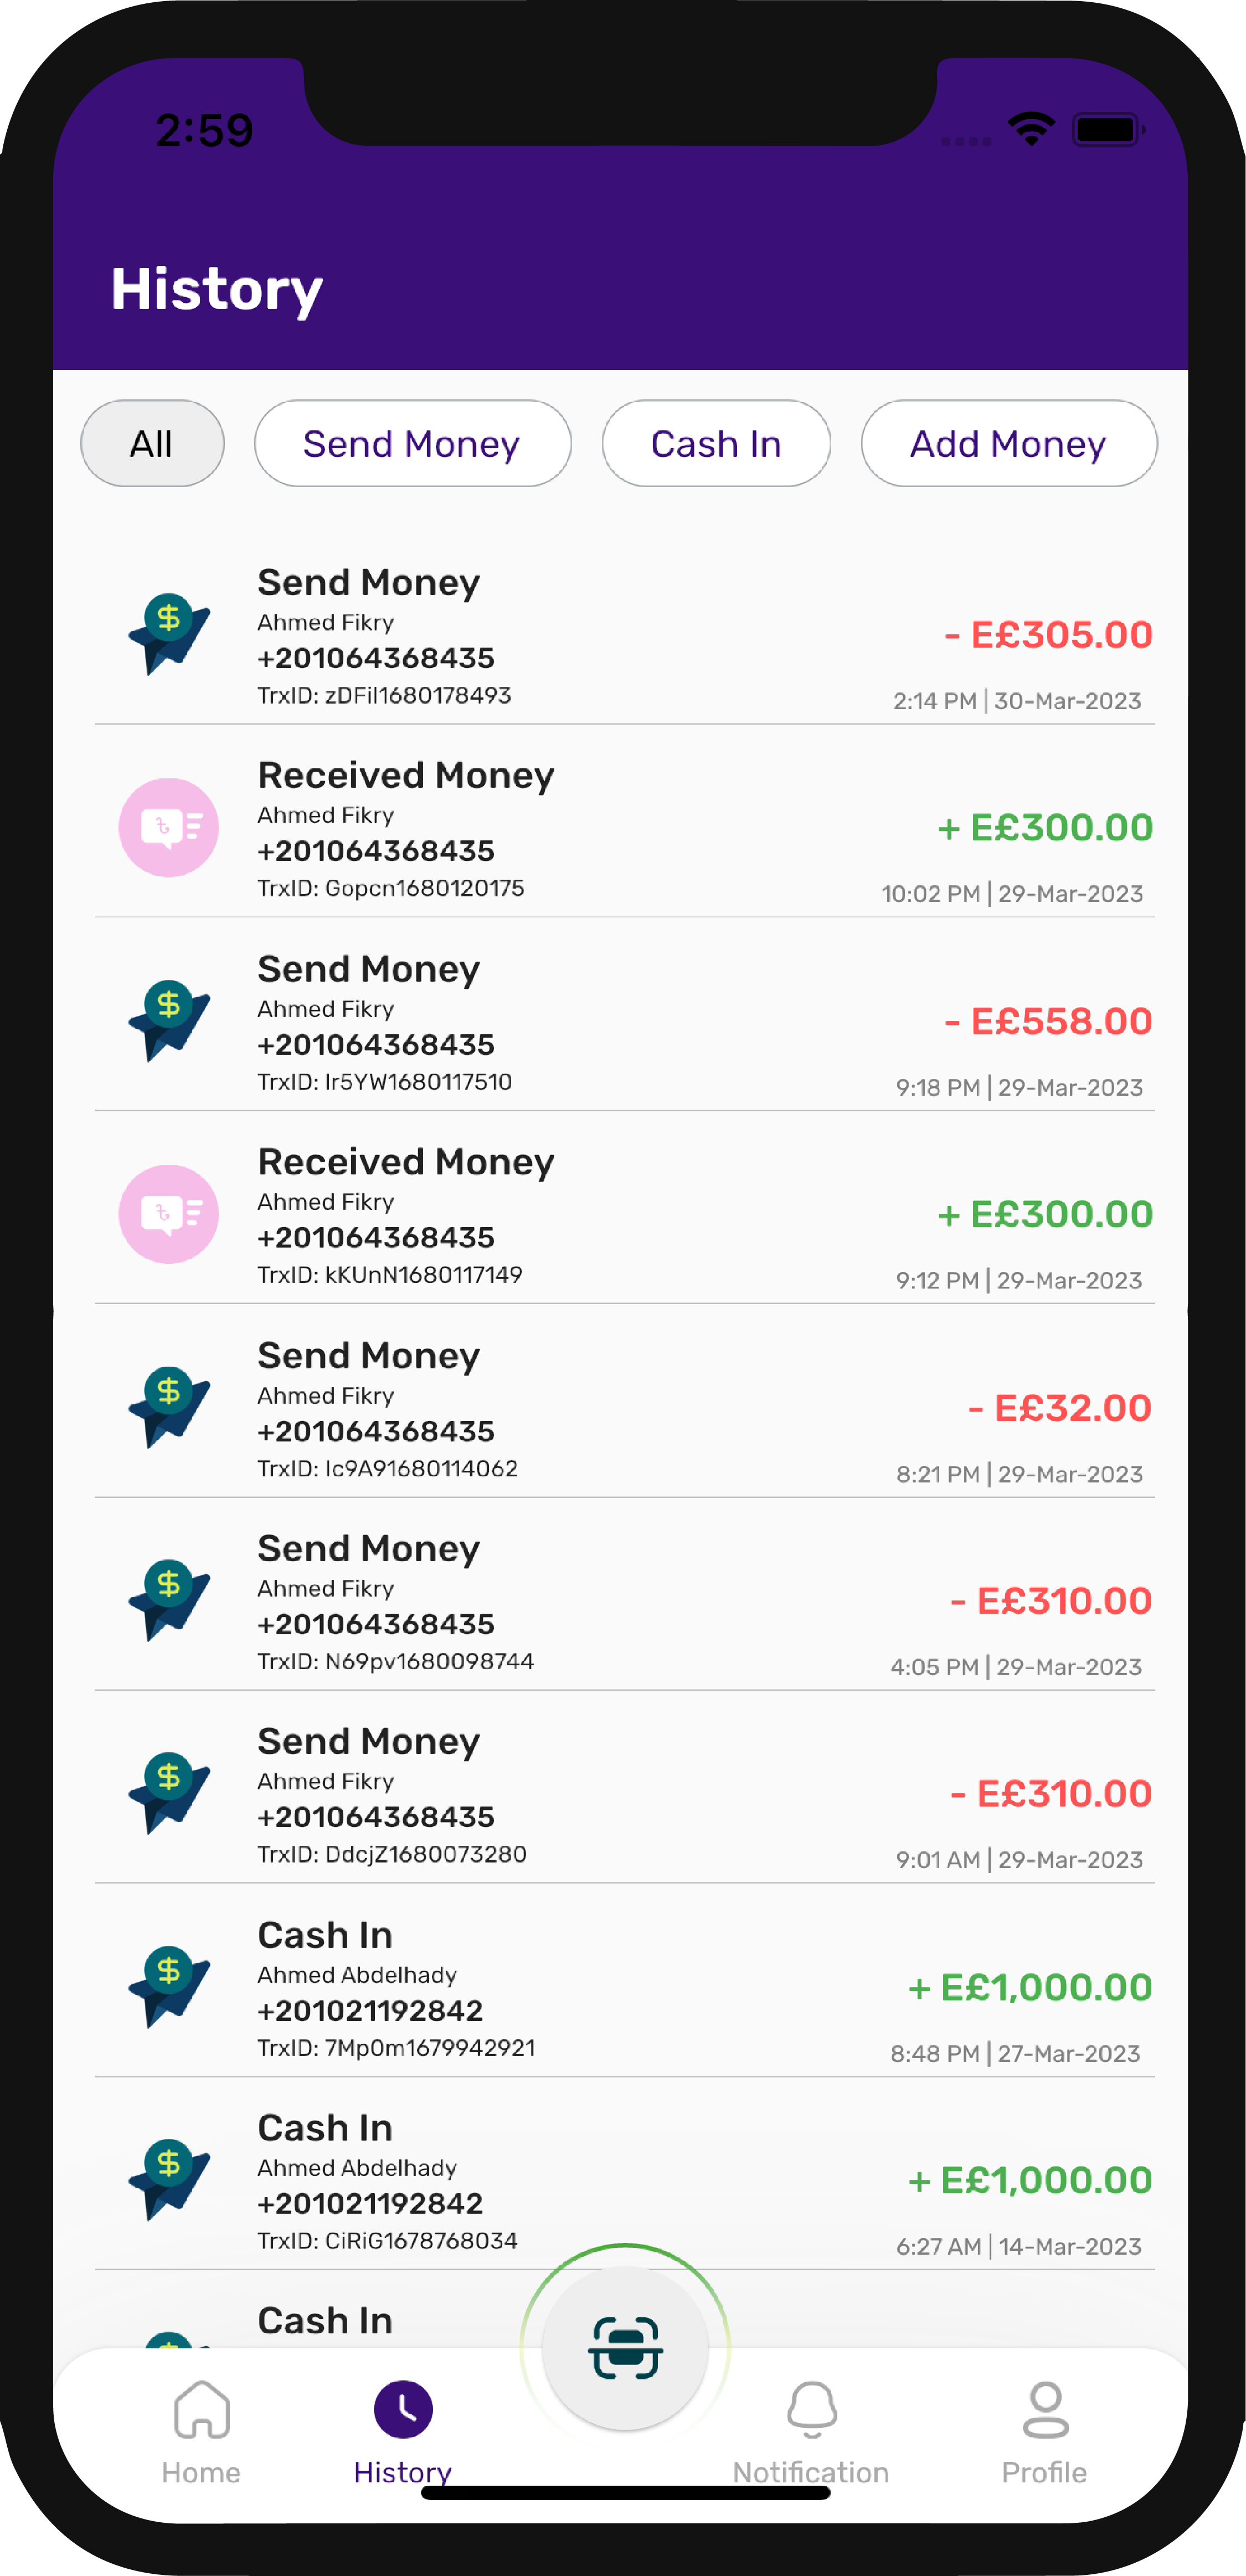 2:59
History
All
Send Money
Cash In
Add Money
Send Money
Ahmed Fikry
+201064368435
TrxID: zDFil1680178493
- E£305.00
2:14 PM | 30-Mar-2023
Received Money
Ahmed Fikry
+201064368435
TrxID: Gopcn1680120175
+ E£300.00
10:02 PM | 29-Mar-2023
Send Money
Ahmed Fikry
+201064368435
TrxID: Ir5YW1680117510
- E£558.00
9:18 PM | 29-Mar-2023
Received Money
Ahmed Fikry
+201064368435
TrxID: kKUnN1680117149
+ E£300.00
9:12 PM | 29-Mar-2023
Send Money
Ahmed Fikry
+201064368435
TrxID: Ic9A91680114062
- E£32.00
8:21 PM | 29-Mar-2023
Send Money
Ahmed Fikry
+201064368435
TrxID: N69pv1680098744
- E£310.00
4:05 PM | 29-Mar-2023
Send Money
Ahmed Fikry
+201064368435
TrxID: DdcjZ1680073280
- E£310.00
9:01 AM | 29-Mar-2023
Cash In
Ahmed Abdelhady
+201021192842
TrxID: 7Mp0m1679942921
+ E£1,000.00
8:48 PM | 27-Mar-2023
Cash In
Ahmed Abdelhady
+201021192842
TrxID: CiRiG1678768034
+ E£1,000.00
6:27 AM | 14-Mar-2023
Cash In
Home
History
Notification
Profile